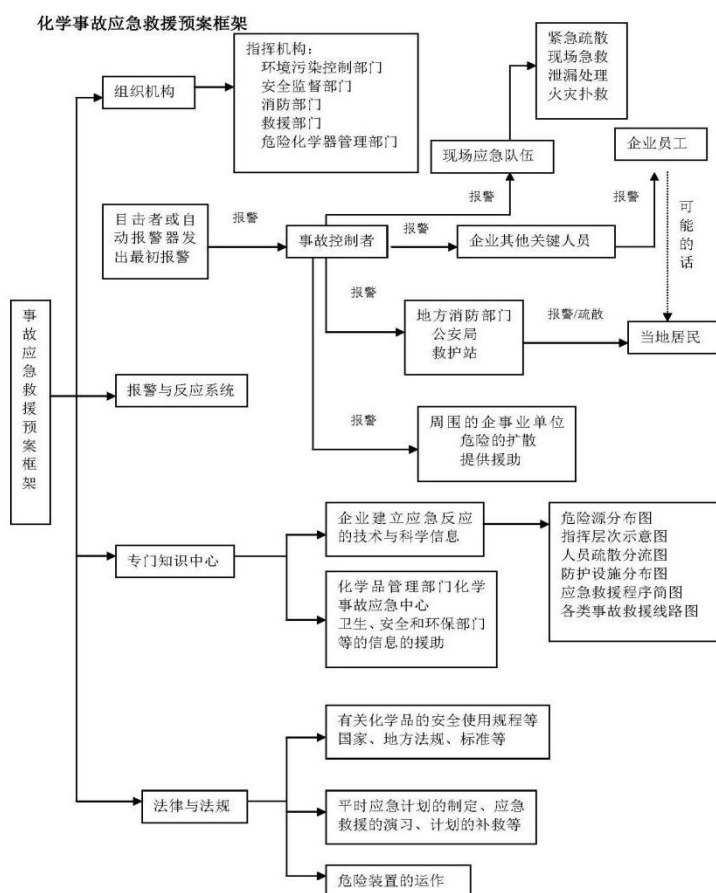 化学事故应急救援预案框架
事故应急救援预案框架
组织机构
指挥机构：
环境污染控制部门
安全监督部门
消防部门
救援部门
危险化学器管理部门
紧急疏散
现场急救
泄漏处理
火灾扑救
现场应急队伍
企业员工
报警
报警
可能的话
目击者或自
动报警器发
出最初报警
报警
事故控制者
报警
企业其他关键人员
报警
地方消防部门
公安局
救护站
报警/疏散
当地居民
报警与反应系统
报警
周围的企事业单位
危险的扩散
提供援助
专门知识中心
企业建立应急反应
的技术与科学信息
危险源分布图
指挥层次示意图
人员疏散分流图
防护设施分布图
应急救援程序简图
各类事故救援线路图
化学品管理部门化学
事故应急中心
卫生、安全和环保部门
等的信息的援助
法律与法规
有关化学品的安全使用规程等
国家、地方法规、标准等
平时应急计划的制定、应急
救援的演习、计划的补救等
危险装置的运作